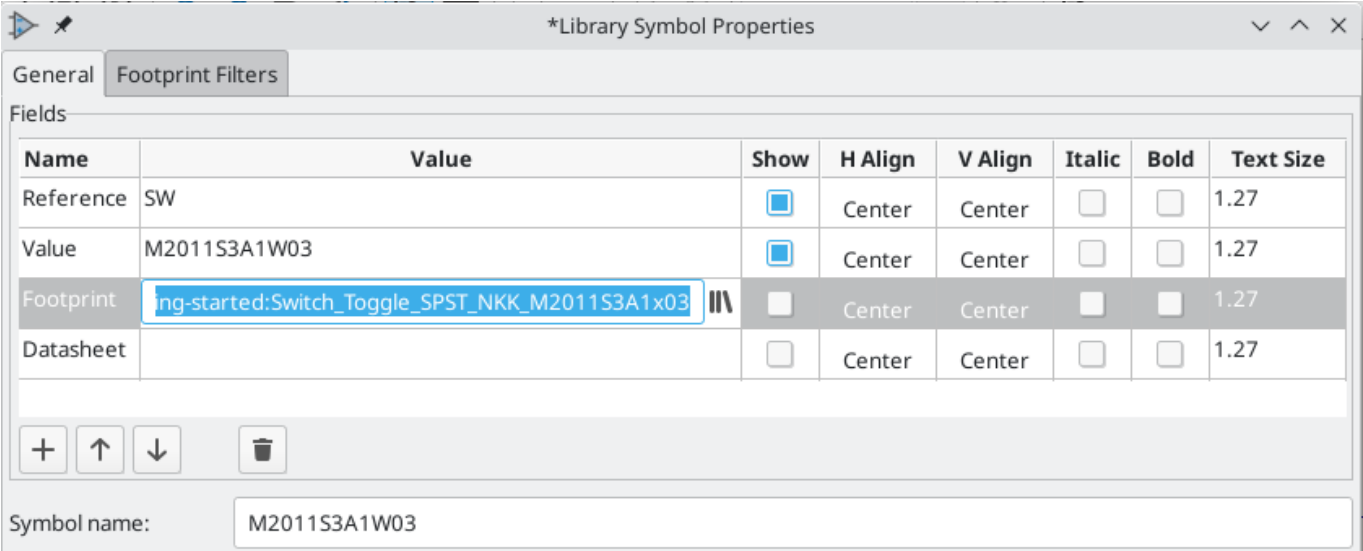 *Library Symbol Properties
General Footprint Filters
Fields
Name Value Show H Align V Align Italic Bold Text Size
Reference SW Center Center 1.27
Value M2011S3A1W03 Center Center 1.27
Footprint ing-started:Switch_Toggle_SPST_NKK_M2011S3A1x03 Center Center 1.27
Datasheet Center Center 1.27
Symbol name: M2011S3A1W03